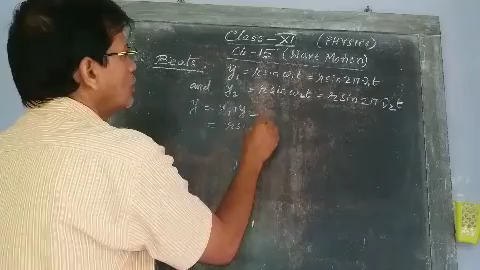 Class-XI (PHYSICS)
Ch-15 (Wave Motion)
Beats: y₁ = r sin ω₁t = r sin 2π ν₁t
and y₂ = r sin ω₂t = r sin 2π ν₂t
y = y₁ + y₂
= r si